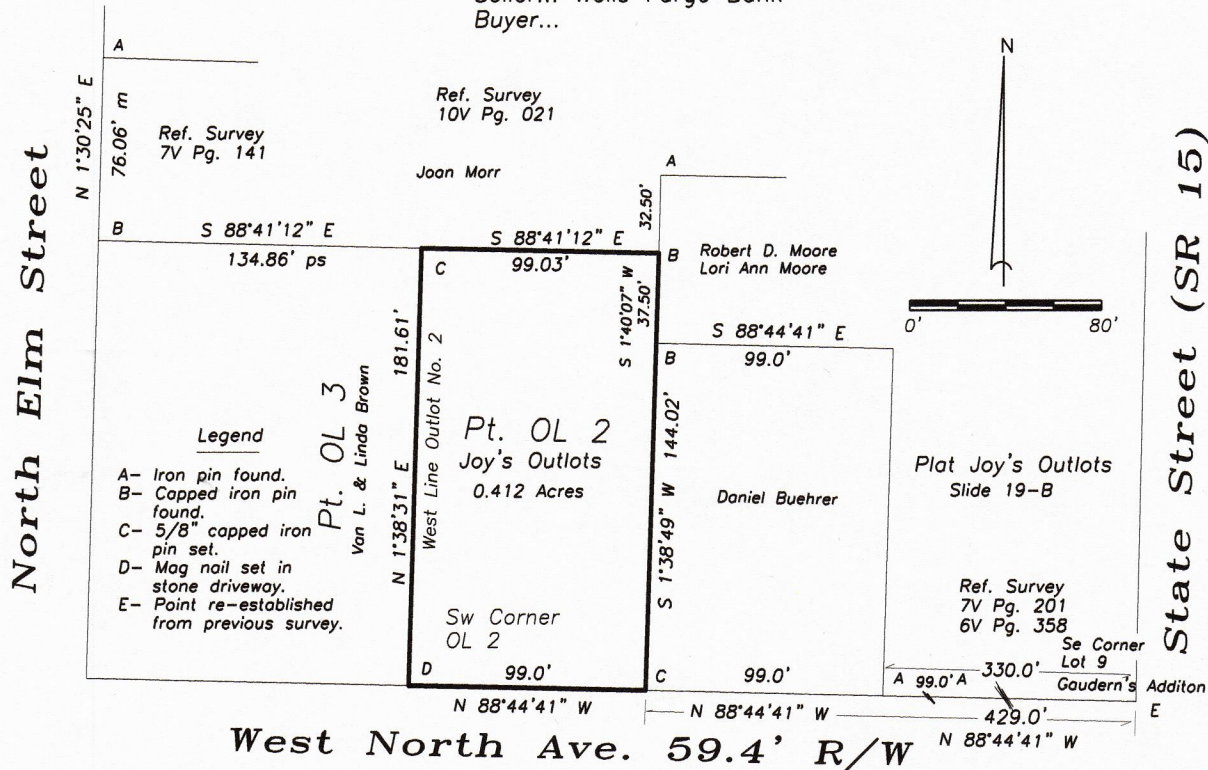 Buyer...
A
N 1°30'25" E
76.06' m
Ref. Survey
7V Pg. 141
Ref. Survey
10V Pg. 021
Joan Morr
N
A
32.50'
B
S 88°41'12" E
134.86' ps
S 88°41'12" E
99.03'
C
B
Robert D. Moore
Lori Ann Moore
S 1°40'07" W
37.50'
0'
80'
S 88°44'41" E
99.0'
B
North Elm Street
State Street (SR 15)
181.61'
N 1°38'31" E
West Line Outlot No. 2
Pt. OL 3
Van L. & Linda Brown
Pt. OL 2
Joy's Outlots
0.412 Acres
S 1°38'49" W 144.02'
Daniel Buehrer
Plat Joy's Outlots
Slide 19-B
Legend
A- Iron pin found.
B- Capped iron pin
found.
C- 5/8" capped iron
pin set.
D- Mag nail set in
stone driveway.
E- Point re-established
from previous survey.
Ref. Survey
7V Pg. 201
6V Pg. 358
Sw Corner
OL 2
Se Corner
Lot 9
Gaudern's Additon
D
99.0'
C
99.0'
A 99.0' A
330.0'
E
N 88°44'41" W
N 88°44'41" W
429.0'
N 88°44'41" W
West North Ave. 59.4' R/W